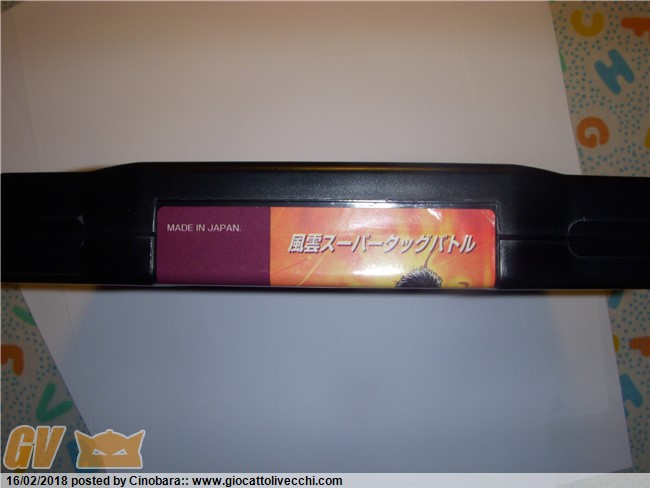 MADE IN JAPAN.
風雲スーパータッグバトル
GV
16/02/2018 posted by Cinobara:: www.giocattolivecchi.com